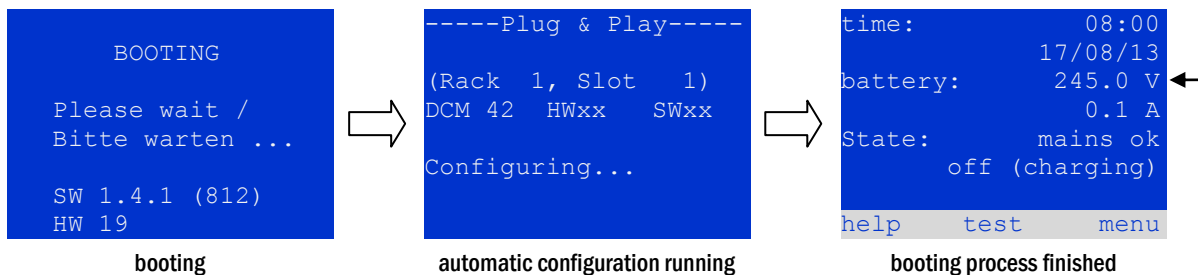 BOOTING
Please wait /
Bitte warten ...
SW 1.4.1 (812)
HW 19
booting
-----Plug & Play-----
(Rack 1, Slot 1)
DCM 42 HWxx SWxx
Configuring...
automatic configuration running
time: 08:00
17/08/13
battery: 245.0 V
0.1 A
State: mains ok
off (charging)
help test menu
booting process finished